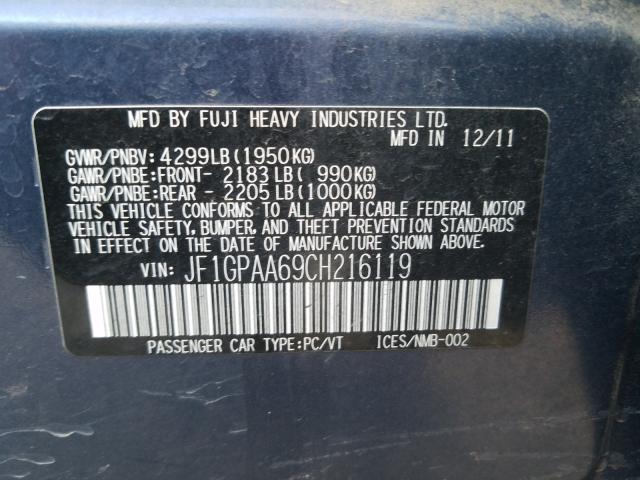 MFD BY FUJI HEAVY INDUSTRIES LTD.
MFD IN 12/11
GVWR/PNBV: 4299LB(1950KG)
GAWR/PNBE:FRONT- 2183LB( 990KG)
GAWR/PNBE:REAR - 2205LB(1000KG)
THIS VEHICLE CONFORMS TO ALL APPLICABLE FEDERAL MOTOR
VEHICLE SAFETY, BUMPER, AND THEFT PREVENTION STANDARDS
IN EFFECT ON THE DATE OF MANUFACTURE SHOWN ABOVE.
VIN: JF1GPAA69CH216119
PASSENGER CAR TYPE:PC/VT ICES/NMB-002